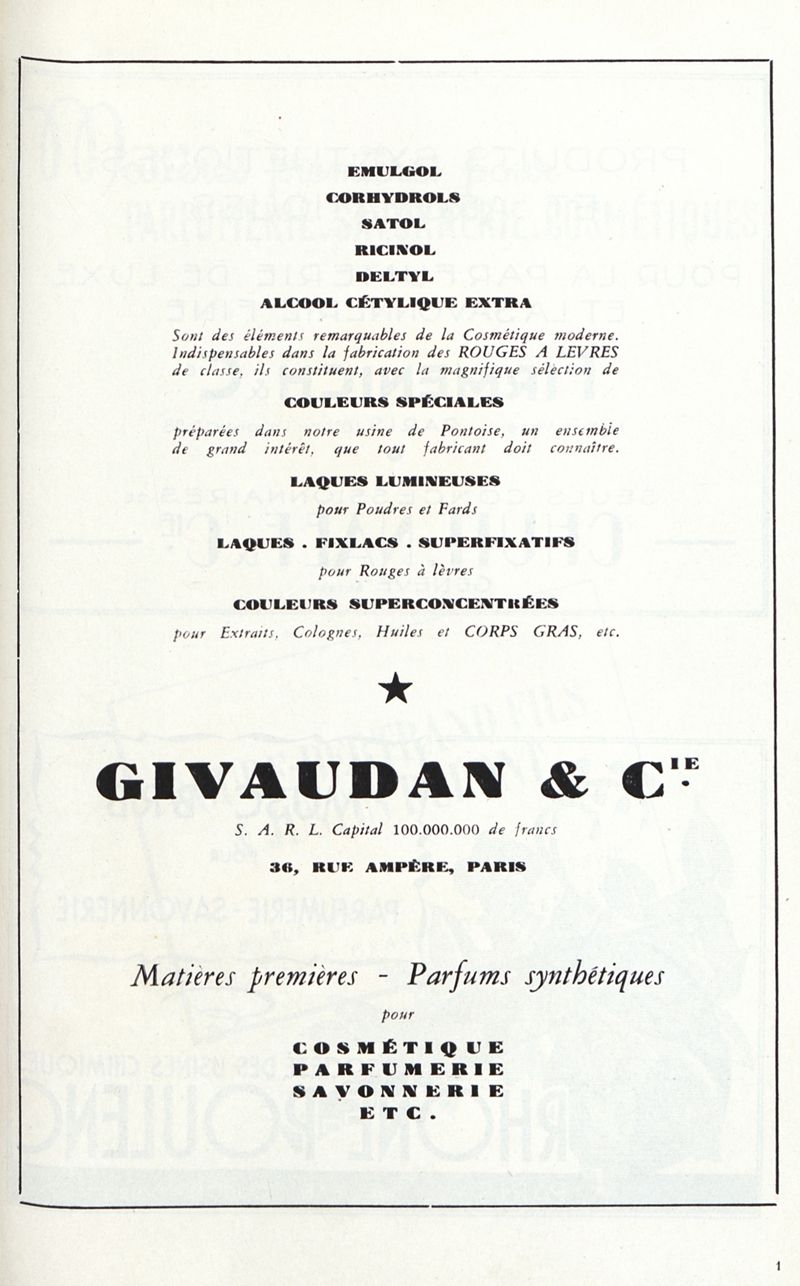 EMULGOL
CORHYDROLS
SATOL
RICINOL
DELTYL
ALCOOL CÉTYLIQUE EXTRA
Sont des éléments remarquables de la Cosmétique moderne.
Indispensables dans la fabrication des ROUGES A LEVRES
de classe, ils constituent, avec la magnifique sélection de
COULEURS SPÉCIALES
préparées dans notre usine de Pontoise, un ensemble
de grand intérêt, que tout fabricant doit connaître.
LAQUES LUMINEUSES
pour Poudres et Fards
LAQUES . FIXLACS . SUPERFIXATIFS
pour Rouges à lèvres
COULEURS SUPERCONCENTRÉES
pour Extraits, Colognes, Huiles et CORPS GRAS, etc.
GIVAUDAN & CIE.
S. A. R. L. Capital 100.000.000 de francs
36, RUE AMPÈRE, PARIS
Matières premières - Parfums synthétiques
pour
COSMÉTIQUE
PARFUMERIE
SAVONNERIE
ETC.
1